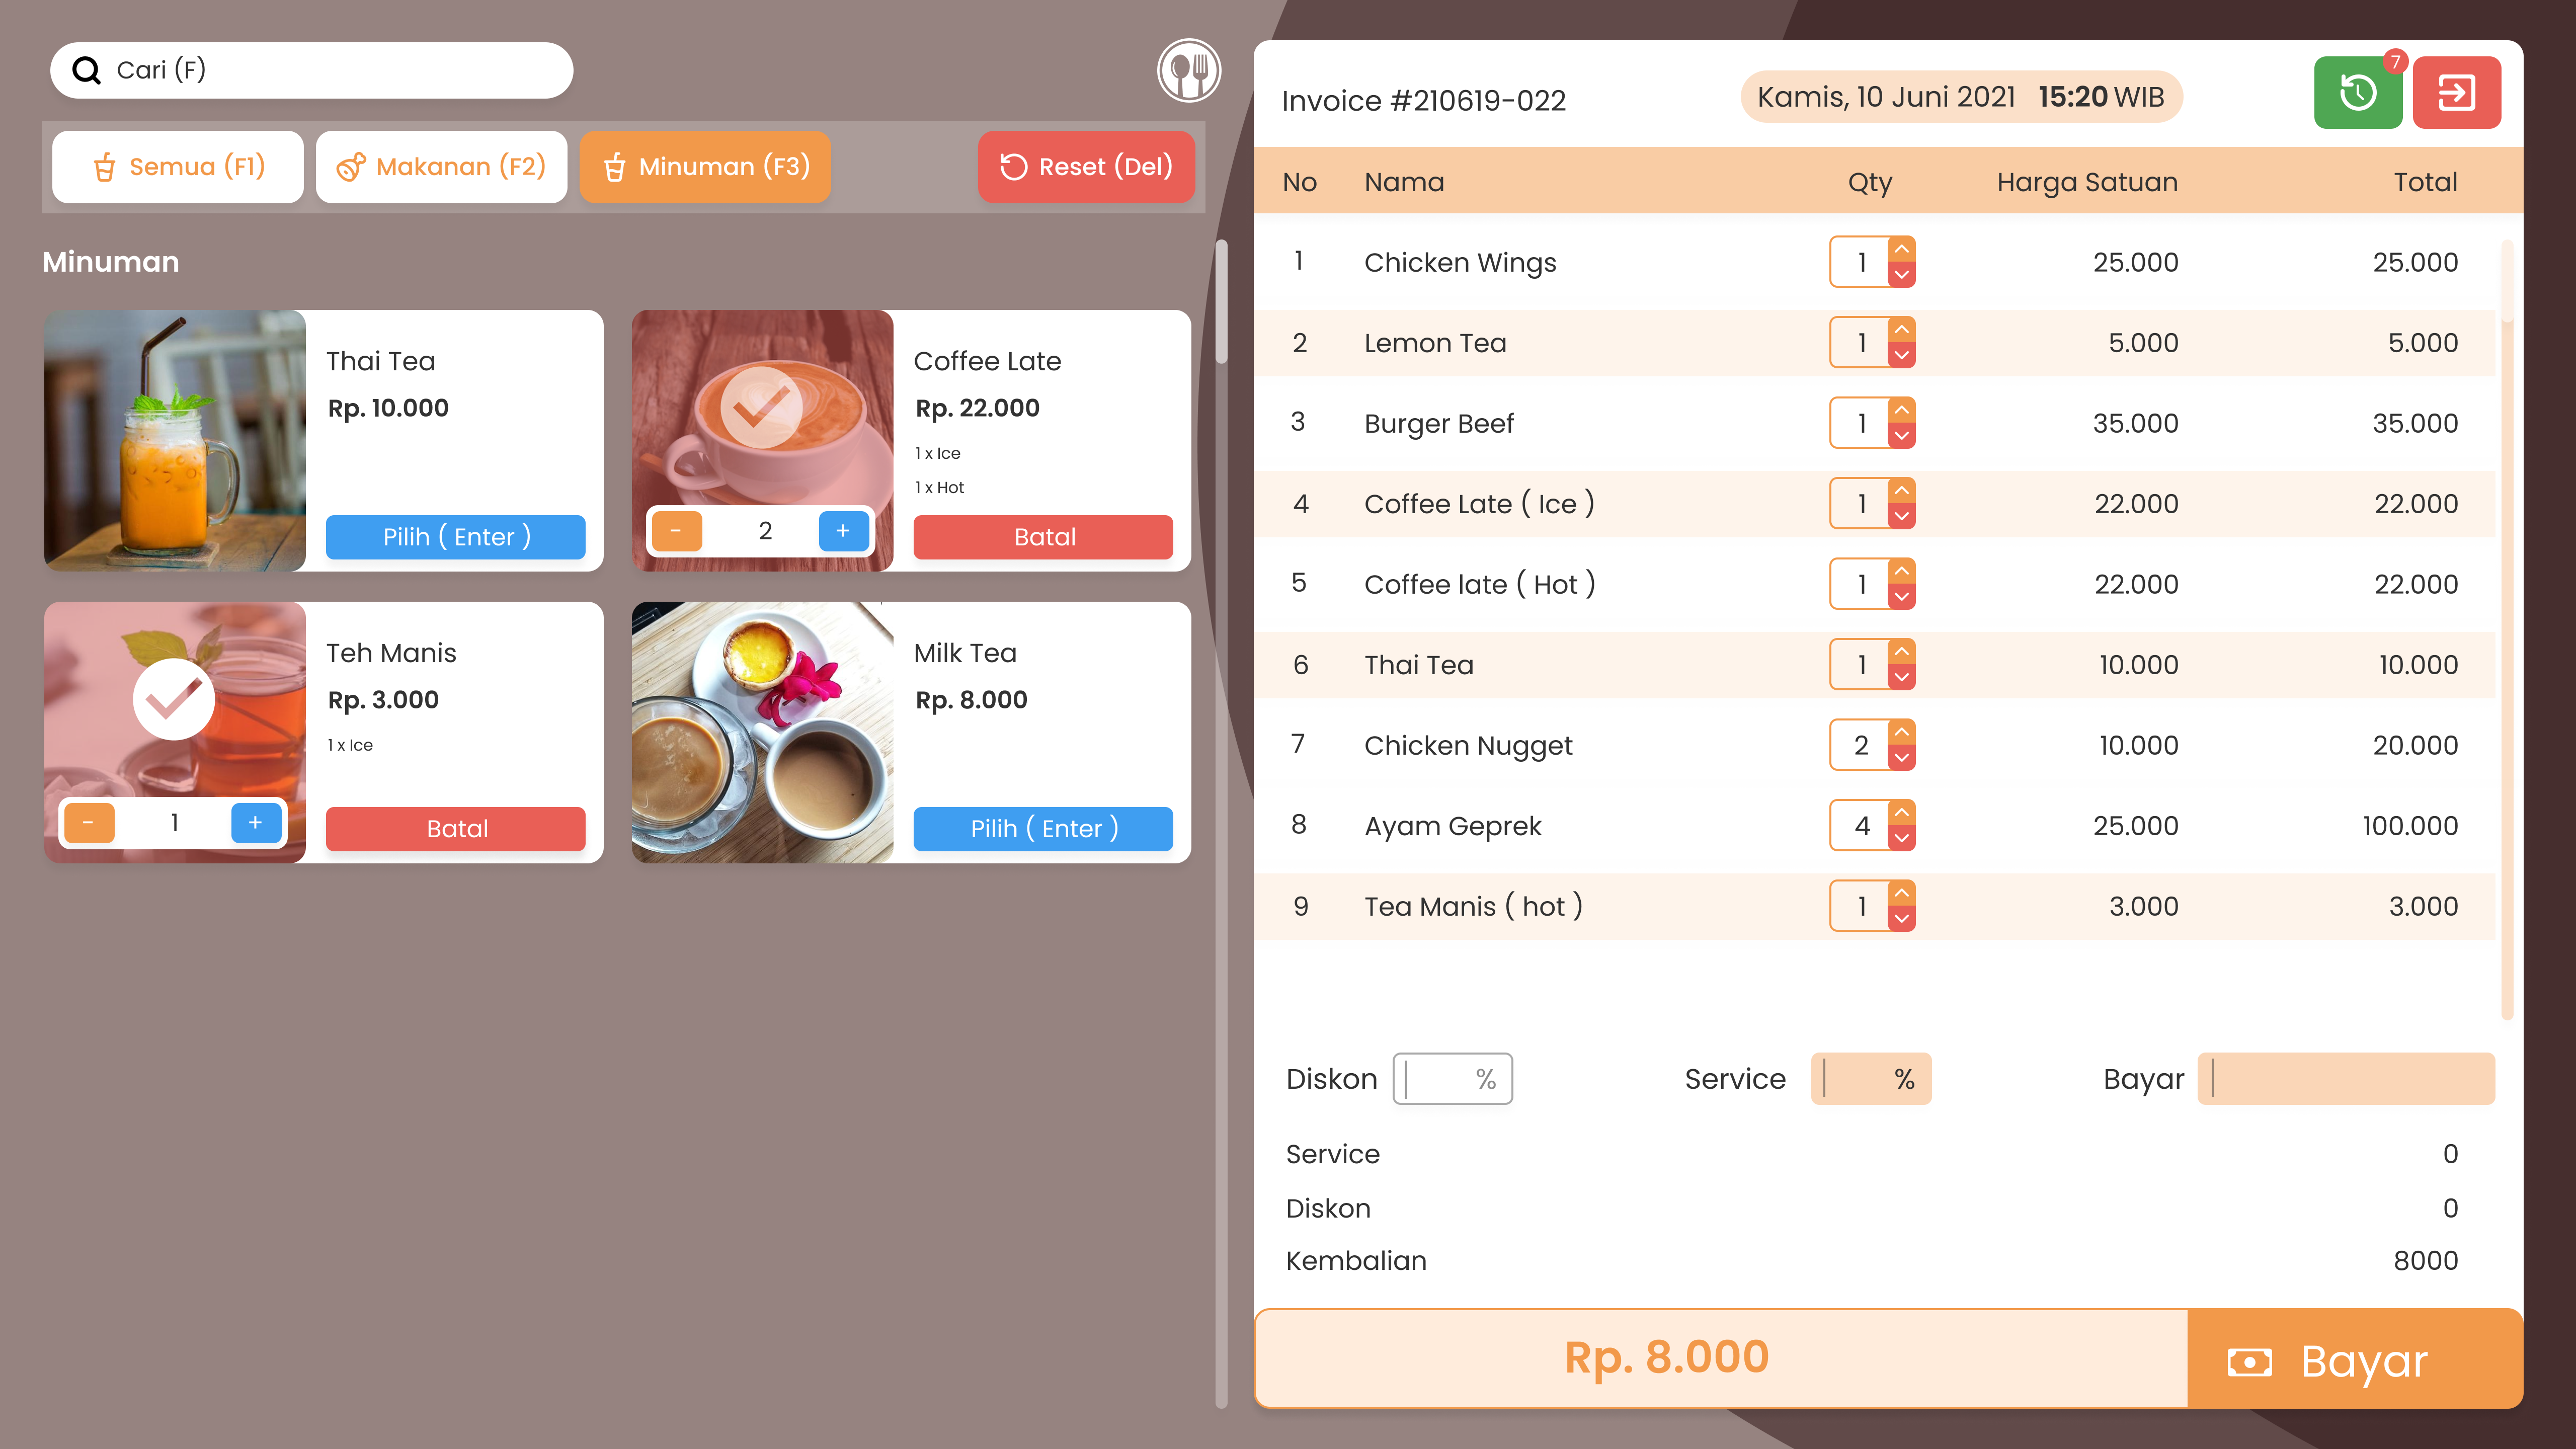 Cari (F)
Semua (F1)
Makanan (F2)
Minuman (F3)
Reset (Del)
Minuman
Thai Tea
Rp. 10.000
Pilih ( Enter )
Coffee Late
Rp. 22.000
1 x Ice
1 x Hot
- 2 +
Batal
Teh Manis
Rp. 3.000
1 x Ice
- 1 +
Batal
Milk Tea
Rp. 8.000
Pilih ( Enter )
Invoice #210619-022
Kamis, 10 Juni 2021 15:20 WIB
7
No Nama Qty Harga Satuan Total
1 Chicken Wings 1 25.000 25.000
2 Lemon Tea 1 5.000 5.000
3 Burger Beef 1 35.000 35.000
4 Coffee Late ( Ice ) 1 22.000 22.000
5 Coffee late ( Hot ) 1 22.000 22.000
6 Thai Tea 1 10.000 10.000
7 Chicken Nugget 2 10.000 20.000
8 Ayam Geprek 4 25.000 100.000
9 Tea Manis ( hot ) 1 3.000 3.000
Diskon % Service % Bayar
Service 0
Diskon 0
Kembalian 8000
Rp. 8.000 Bayar